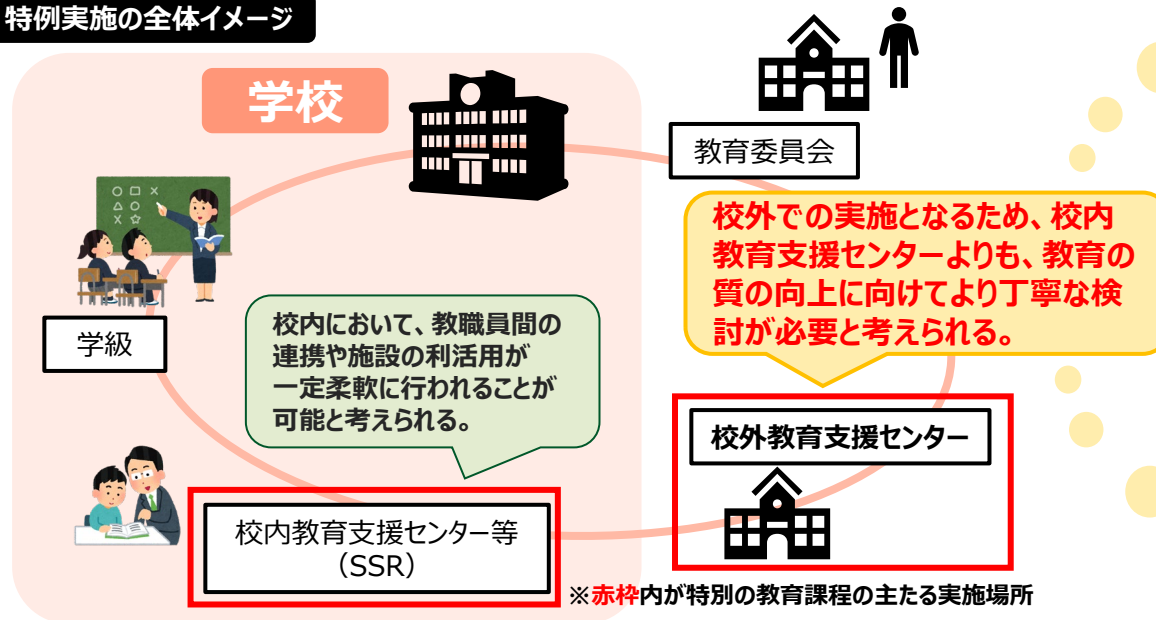 特例実施の全体イメージ
学校
教育委員会
校外での実施となるため、校内
教育支援センターよりも、教育の
質の向上に向けてより丁寧な検
討が必要と考えられる。
学級
校内において、教職員間の
連携や施設の利活用が
一定柔軟に行われることが
可能と考えられる。
校外教育支援センター
校内教育支援センター等
（SSR）
※赤枠内が特別の教育課程の主たる実施場所